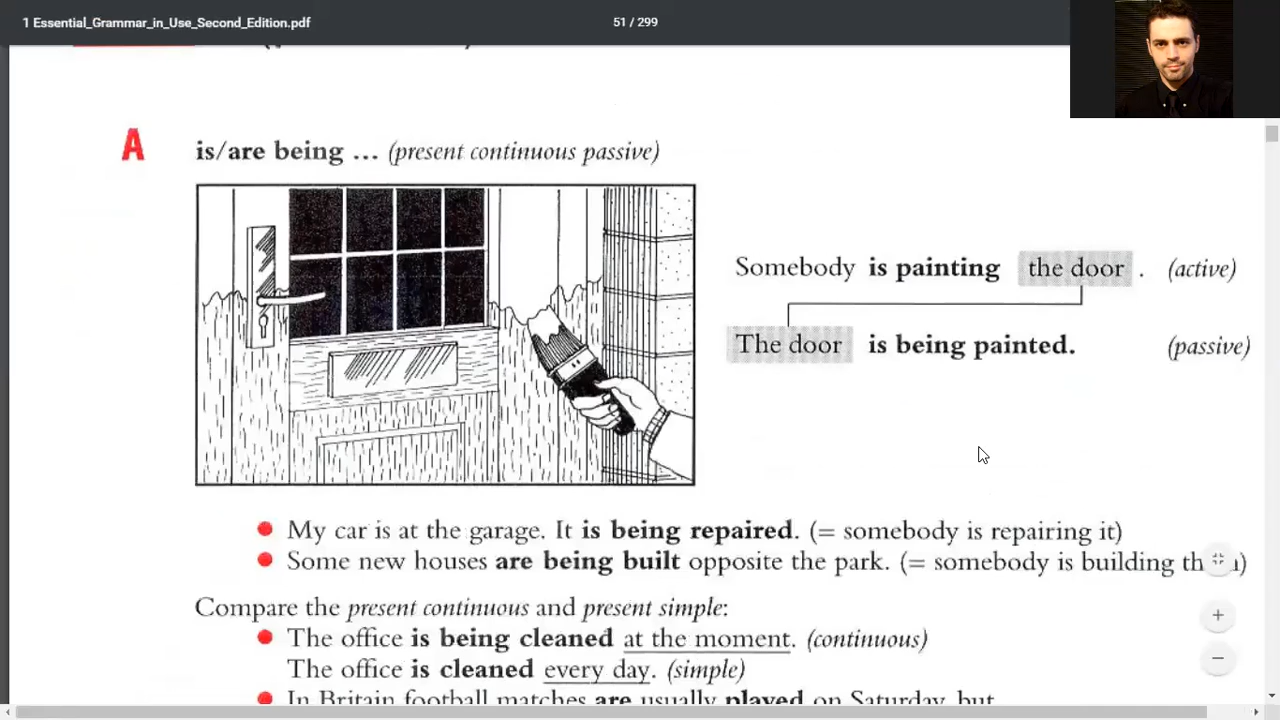 1 Essential_Grammar_in_Use_Second_Edition.pdf
51 / 299
A
is/are being ... (present continuous passive)
Somebody is painting the door . (active)
The door is being painted. (passive)
My car is at the garage. It is being repaired. (= somebody is repairing it)
Some new houses are being built opposite the park. (= somebody is building
Compare the present continuous and present simple:
The office is being cleaned at the moment. (continuous)
The office is cleaned every day. (simple)
In Britain football matches are usually played on Saturday, but